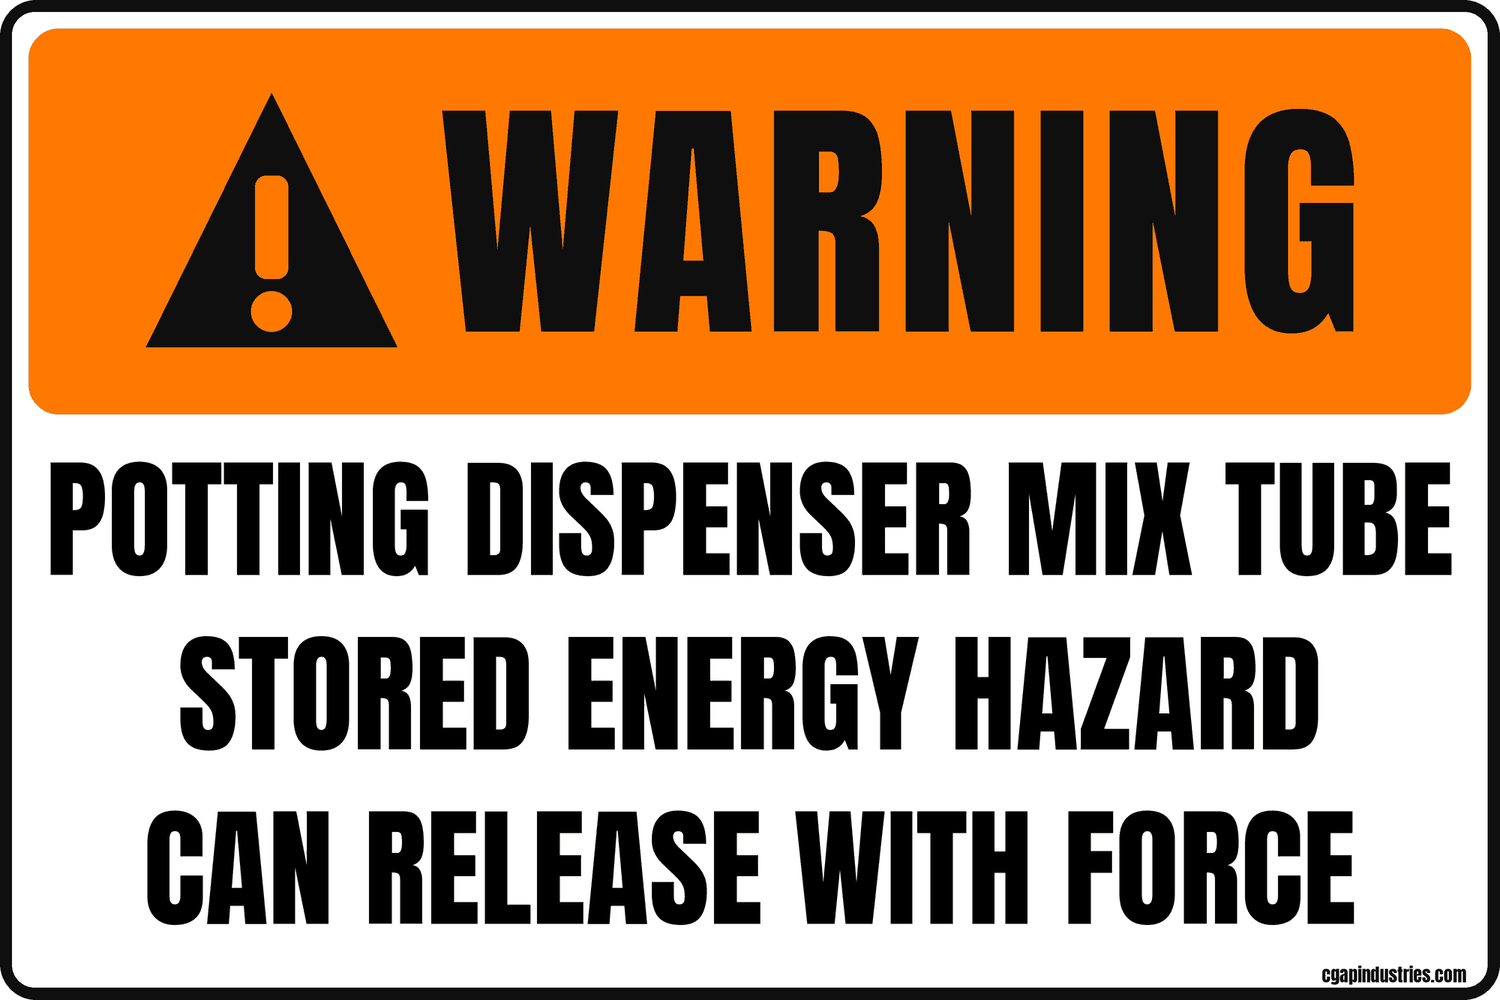 WARNING
POTTING DISPENSER MIX TUBE
STORED ENERGY HAZARD
CAN RELEASE WITH FORCE
cgapindustries.com